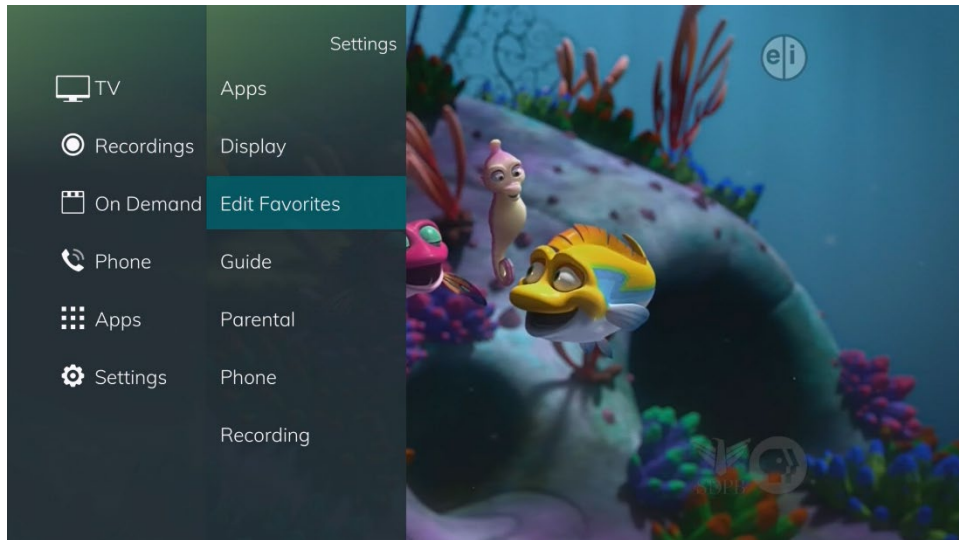 Settings
TV
Recordings
On Demand
Phone
Apps
Settings
Apps
Display
Edit Favorites
Guide
Parental
Phone
Recording
e|i